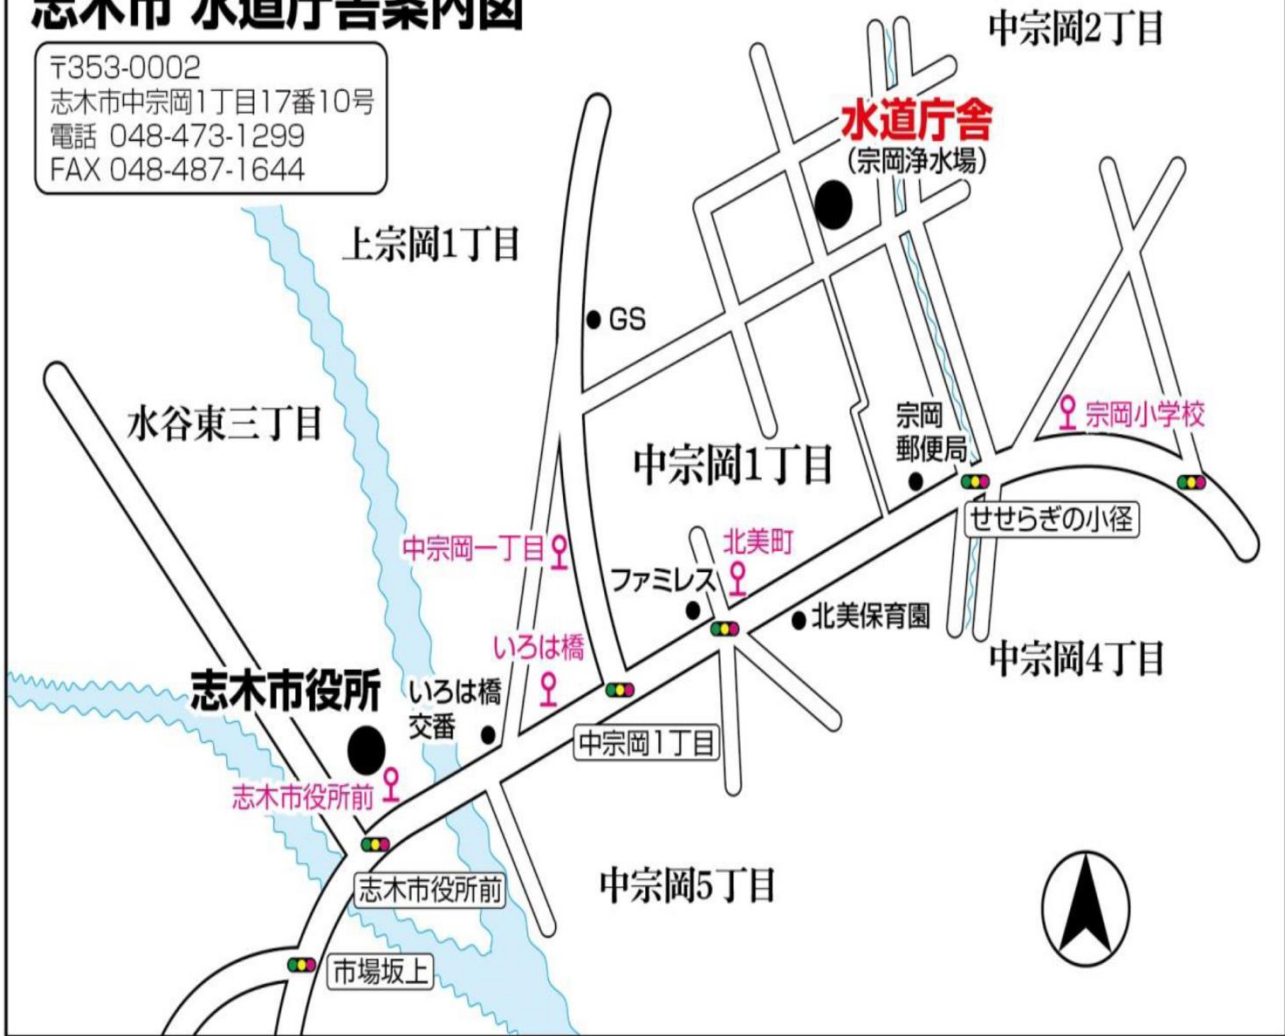 志木市 水道庁舎案内図
〒353-0002
志木市中宗岡1丁目17番10号
電話 048-473-1299
FAX 048-487-1644
中宗岡2丁目
水道庁舎
（宗岡浄水場）
上宗岡1丁目
GS
水谷東三丁目
宗岡
郵便局
宗岡小学校
中宗岡1丁目
せせらぎの小径
中宗岡一丁目
北美町
ファミレス
北美保育園
いろは橋
中宗岡4丁目
志木市役所
いろは橋
交番
中宗岡1丁目
志木市役所前
志木市役所前
中宗岡5丁目
市場坂上